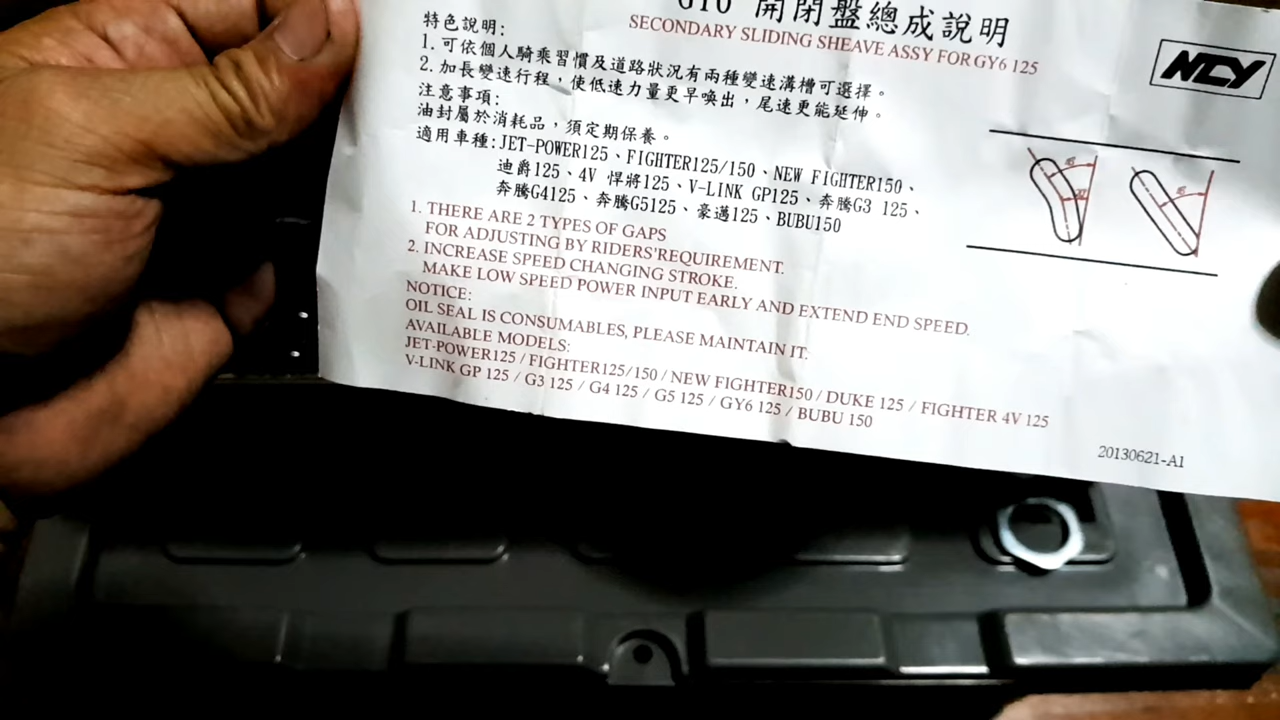 G10 開閉盤總成說明
SECONDARY SLIDING SHEAVE ASSY FOR GY6 125
NCY
特色說明:
1. 可依個人騎乘習慣及道路狀況有兩種變速溝槽可選擇。
2. 加長變速行程，使低速力量更早喚出，尾速更能延伸。
注意事項:
油封屬於消耗品，須定期保養。
適用車種:JET-POWER125、FIGHTER125/150、NEW FIGHTER150、
迪爵125、4V 悍將125、V-LINK GP125、奔騰G3 125、
奔騰G4125、奔騰G5125、豪邁125、BUBU150
1. THERE ARE 2 TYPES OF GAPS
FOR ADJUSTING BY RIDERS'REQUIREMENT.
2. INCREASE SPEED CHANGING STROKE.
MAKE LOW SPEED POWER INPUT EARLY AND EXTEND END SPEED.
NOTICE:
OIL SEAL IS CONSUMABLES, PLEASE MAINTAIN IT.
AVAILABLE MODELS:
JET-POWER125 / FIGHTER125/150 / NEW FIGHTER150 / DUKE 125 / FIGHTER 4V 125
V-LINK GP 125 / G3 125 / G4 125 / G5 125 / GY6 125 / BUBU 150
20130621-A1